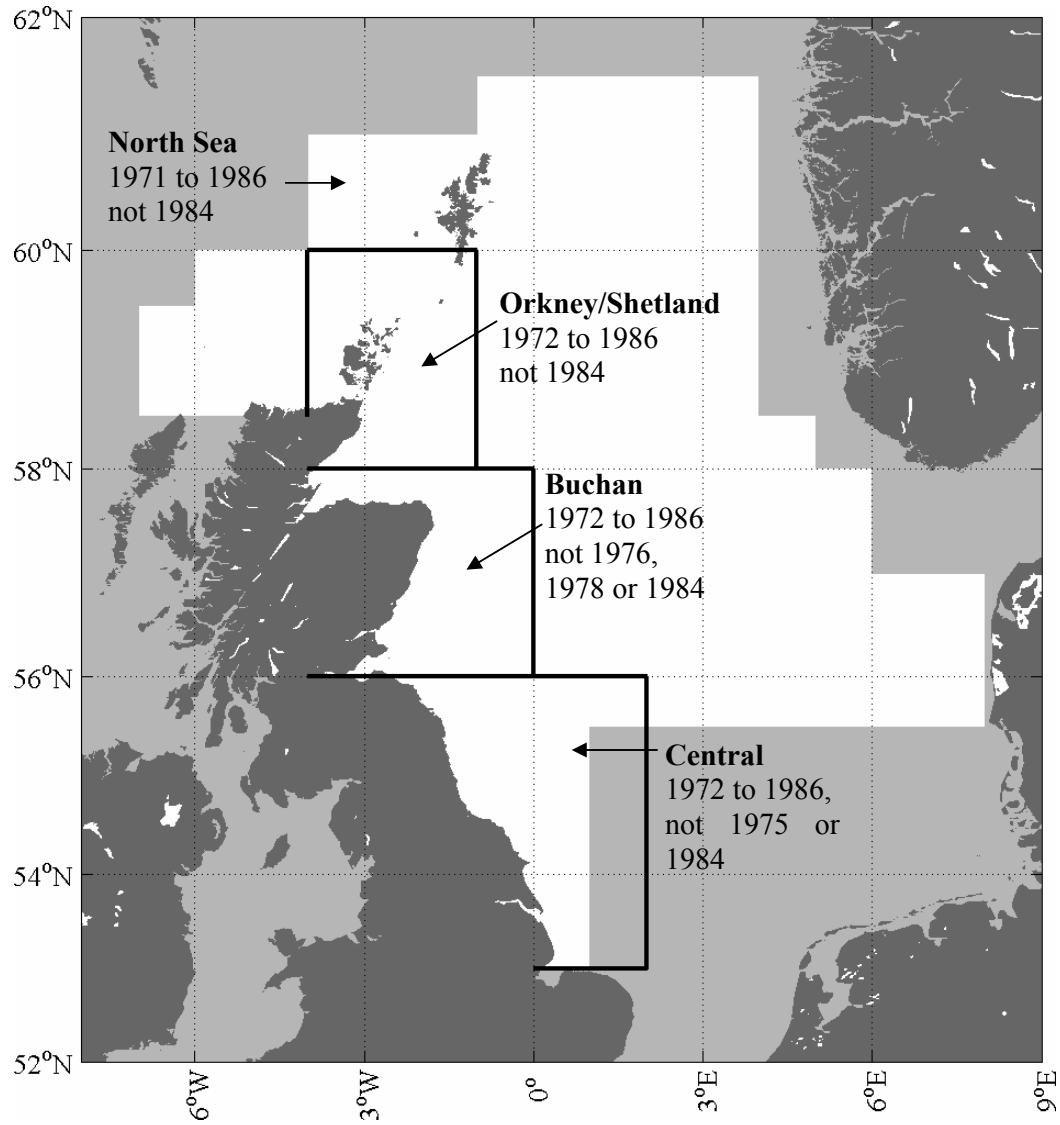 62°N
North Sea
1971 to 1986
not 1984
60°N
Orkney/Shetland
1972 to 1986
not 1984
58°N
Buchan
1972 to 1986
not 1976,
1978 or 1984
56°N
Central
1972 to 1986,
not 1975 or
1984
54°N
52°N
6°W
3°W
0°
3°E
6°E
9°E